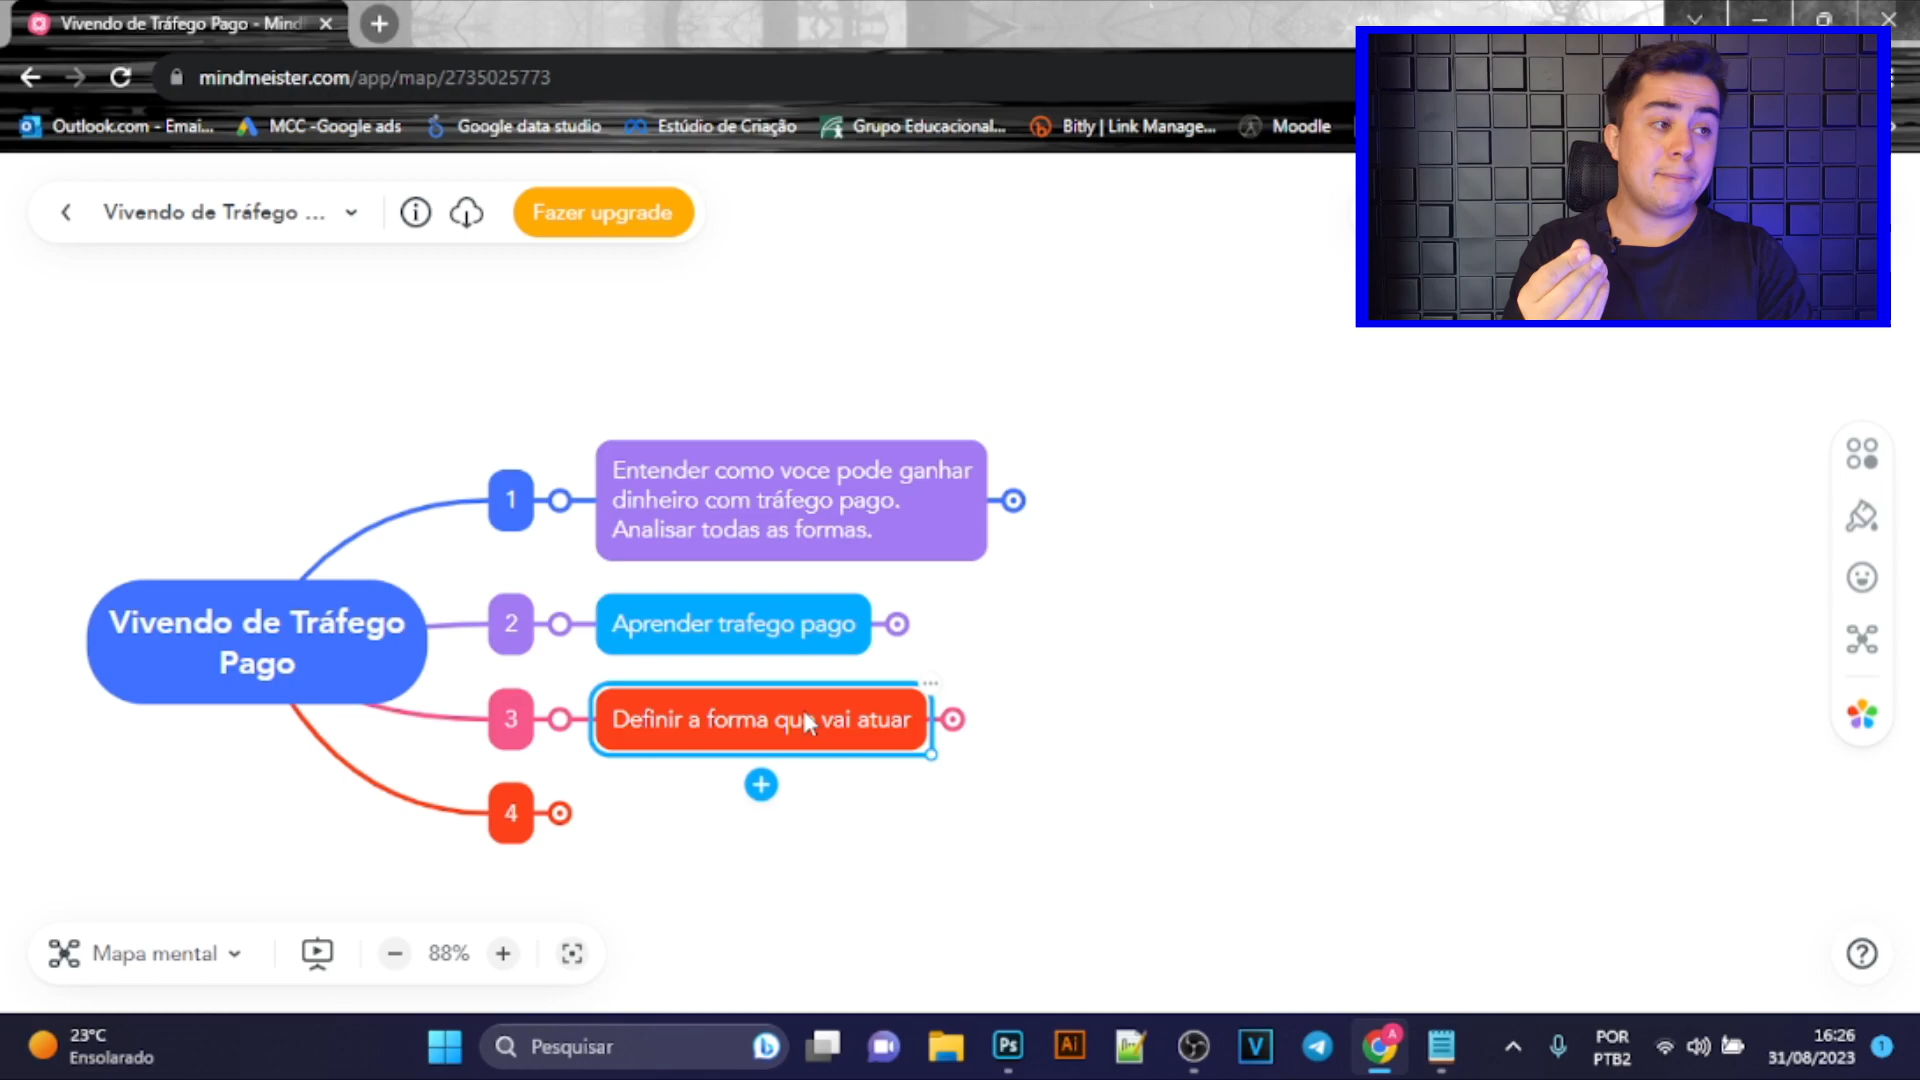 Vivendo de Tráfego Pago - Mind
mindmeister.com/app/map/2735025773
Outlook.com - Emai...
MCC -Google ads
Google data studio
Estúdio de Criação
Grupo Educacional...
Bitly | Link Manage...
Moodle
Vivendo de Tráfego ...
Fazer upgrade
1
Entender como voce pode ganhar
dinheiro com tráfego pago.
Analisar todas as formas.
Vivendo de Tráfego
Pago
2
Aprender trafego pago
3
Definir a forma que vai atuar
4
Mapa mental
88%
23°C
Ensolarado
Pesquisar
Ps
Ai
V
A
POR
PTB2
16:26
31/08/2023
1